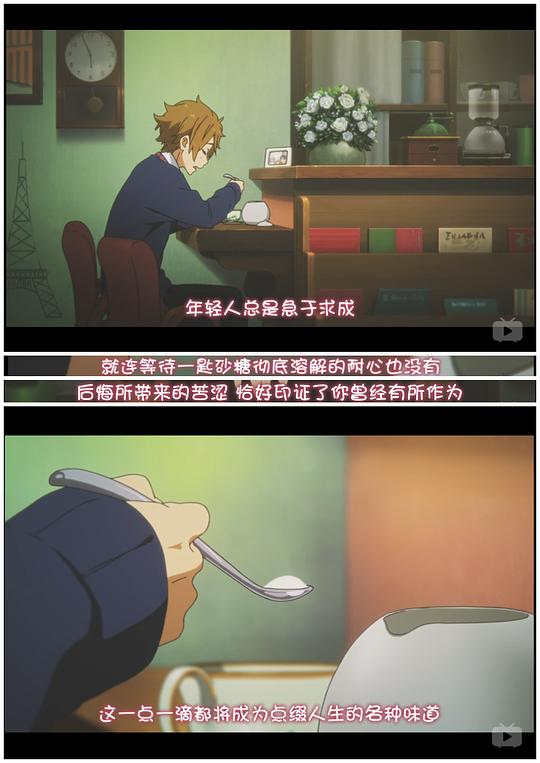 年轻人总是急于求成
就连等待一匙砂糖彻底溶解的耐心也没有
后悔所带来的苦涩 恰好印证了你曾经有所作为
这一点一滴都将成为点缀人生的各种味道